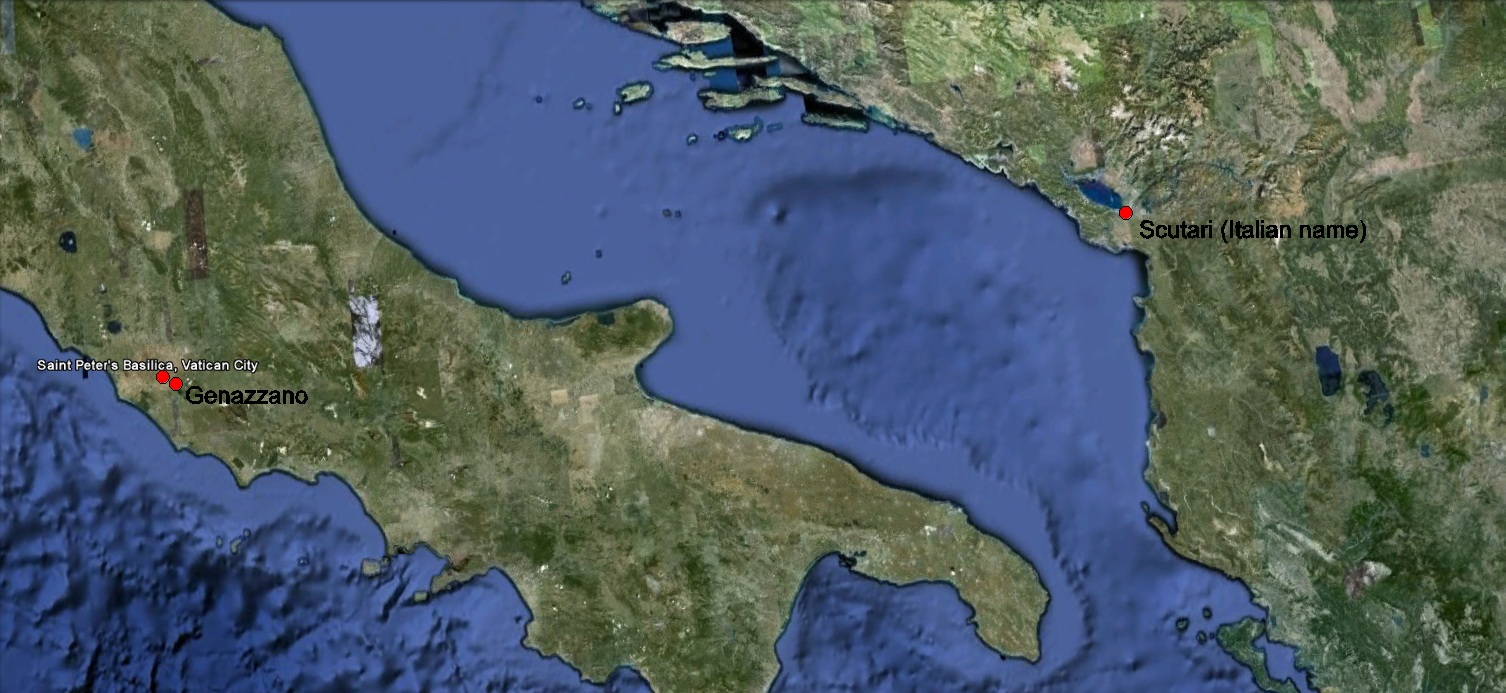 Scutari (Italian name)
Saint Peter's Basilica, Vatican City
Genazzano